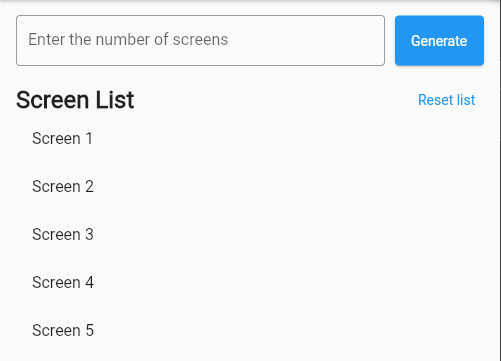 Enter the number of screens
Generate
Screen List
Reset list
Screen 1
Screen 2
Screen 3
Screen 4
Screen 5